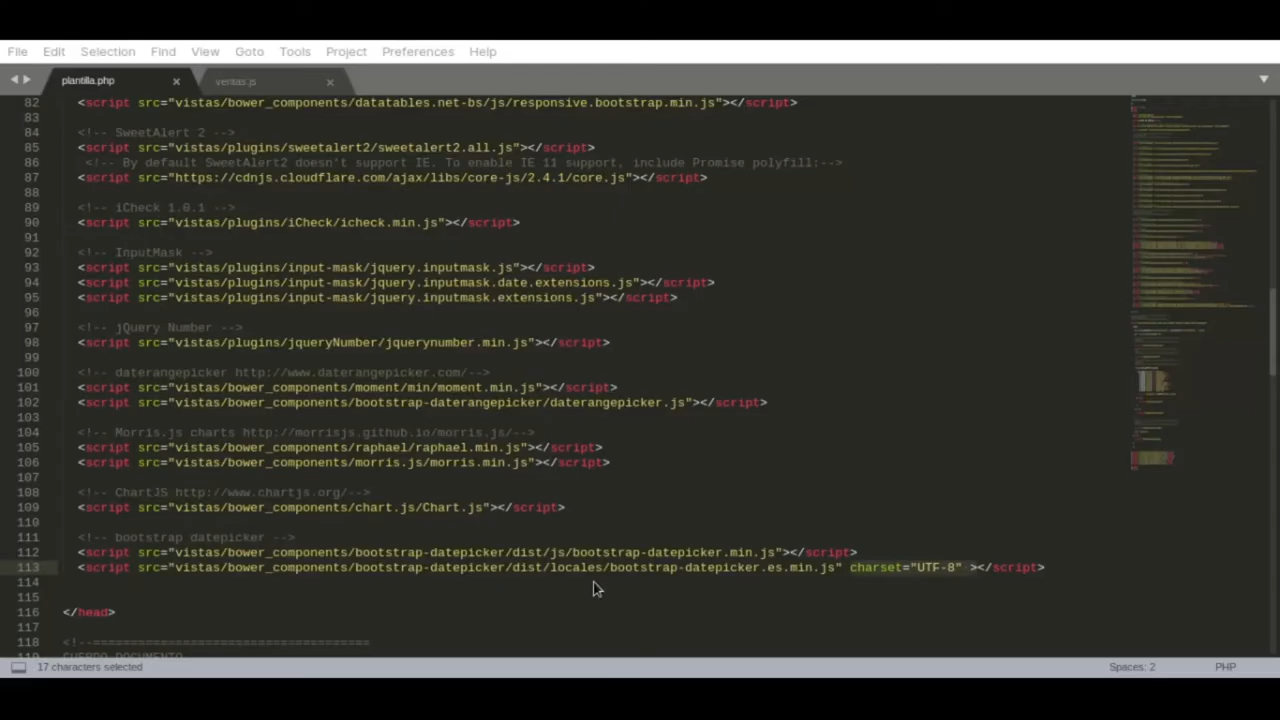 File Edit Selection Find View Goto Tools Project Preferences Help
plantilla.php × ventas.js ×
82 <script src="vistas/bower_components/datatables.net-bs/js/responsive.bootstrap.min.js"></script>
83
84 <!-- SweetAlert 2 -->
85 <script src="vistas/plugins/sweetalert2/sweetalert2.all.js"></script>
86 <!-- By default SweetAlert2 doesn't support IE. To enable IE 11 support, include Promise polyfill:-->
87 <script src="https://cdnjs.cloudflare.com/ajax/libs/core-js/2.4.1/core.js"></script>
88
89 <!-- iCheck 1.0.1 -->
90 <script src="vistas/plugins/iCheck/icheck.min.js"></script>
91
92 <!-- InputMask -->
93 <script src="vistas/plugins/input-mask/jquery.inputmask.js"></script>
94 <script src="vistas/plugins/input-mask/jquery.inputmask.date.extensions.js"></script>
95 <script src="vistas/plugins/input-mask/jquery.inputmask.extensions.js"></script>
96
97 <!-- jQuery Number -->
98 <script src="vistas/plugins/jqueryNumber/jquerynumber.min.js"></script>
99
100 <!-- daterangepicker http://www.daterangepicker.com/-->
101 <script src="vistas/bower_components/moment/min/moment.min.js"></script>
102 <script src="vistas/bower_components/bootstrap-daterangepicker/daterangepicker.js"></script>
103
104 <!-- Morris.js charts http://morrisjs.github.io/morris.js/-->
105 <script src="vistas/bower_components/raphael/raphael.min.js"></script>
106 <script src="vistas/bower_components/morris.js/morris.min.js"></script>
107
108 <!-- ChartJS http://www.chartjs.org/-->
109 <script src="vistas/bower_components/chart.js/Chart.js"></script>
110
111 <!-- bootstrap datepicker -->
112 <script src="vistas/bower_components/bootstrap-datepicker/dist/js/bootstrap-datepicker.min.js"></script>
113 <script src="vistas/bower_components/bootstrap-datepicker/dist/locales/bootstrap-datepicker.es.min.js" charset="UTF-8" ></script>
114
115
116 </head>
117
118 <!--=====================================
119 CUERPO DOCUMENTO
17 characters selected Spaces: 2 PHP